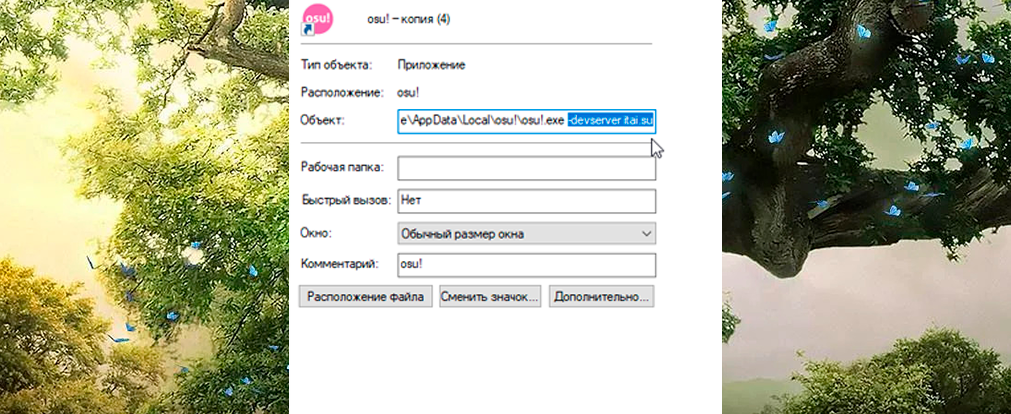 osu!
osu! – копия (4)
Тип объекта: Приложение
Расположение: osu!
Объект: e\AppData\Local\osu!\osu!.exe -devserver itai.su
Рабочая папка:
Быстрый вызов: Нет
Окно: Обычный размер окна
Комментарий: osu!
Расположение файла Сменить значок... Дополнительно...